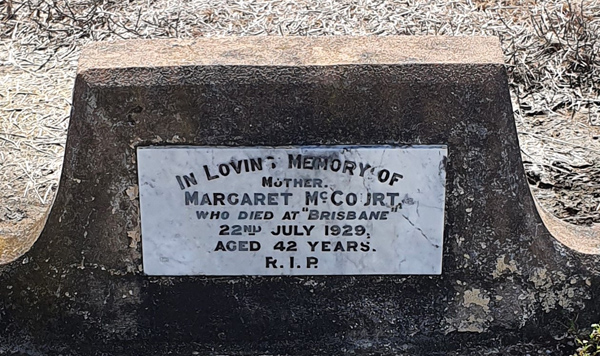 IN LOVING MEMORY OF
MOTHER.
MARGARET McCOURT.
WHO DIED AT "BRISBANE"
22ND JULY 1929.
AGED 42 YEARS.
R.I.P.